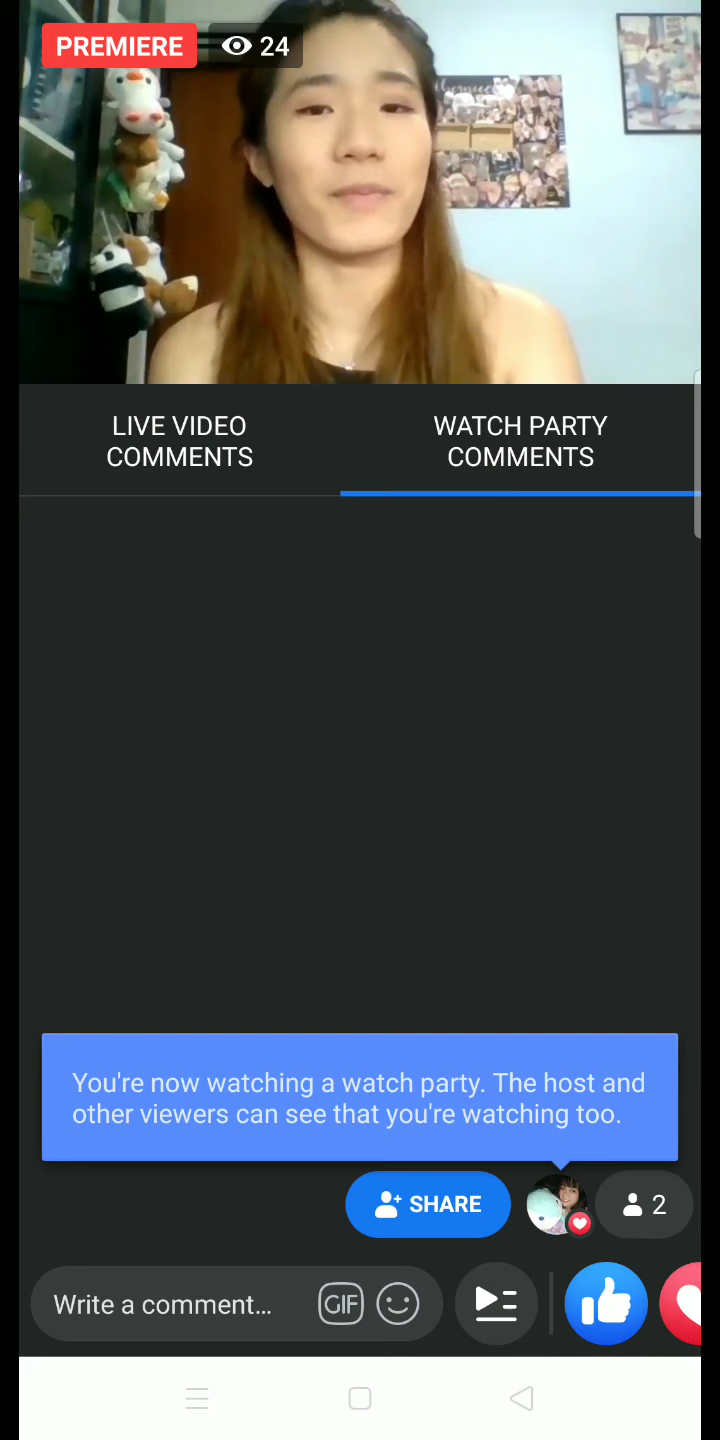 PREMIERE
24
LIVE VIDEO
COMMENTS
WATCH PARTY
COMMENTS
You're now watching a watch party. The host and
other viewers can see that you're watching too.
SHARE
2
Write a comment...
GIF